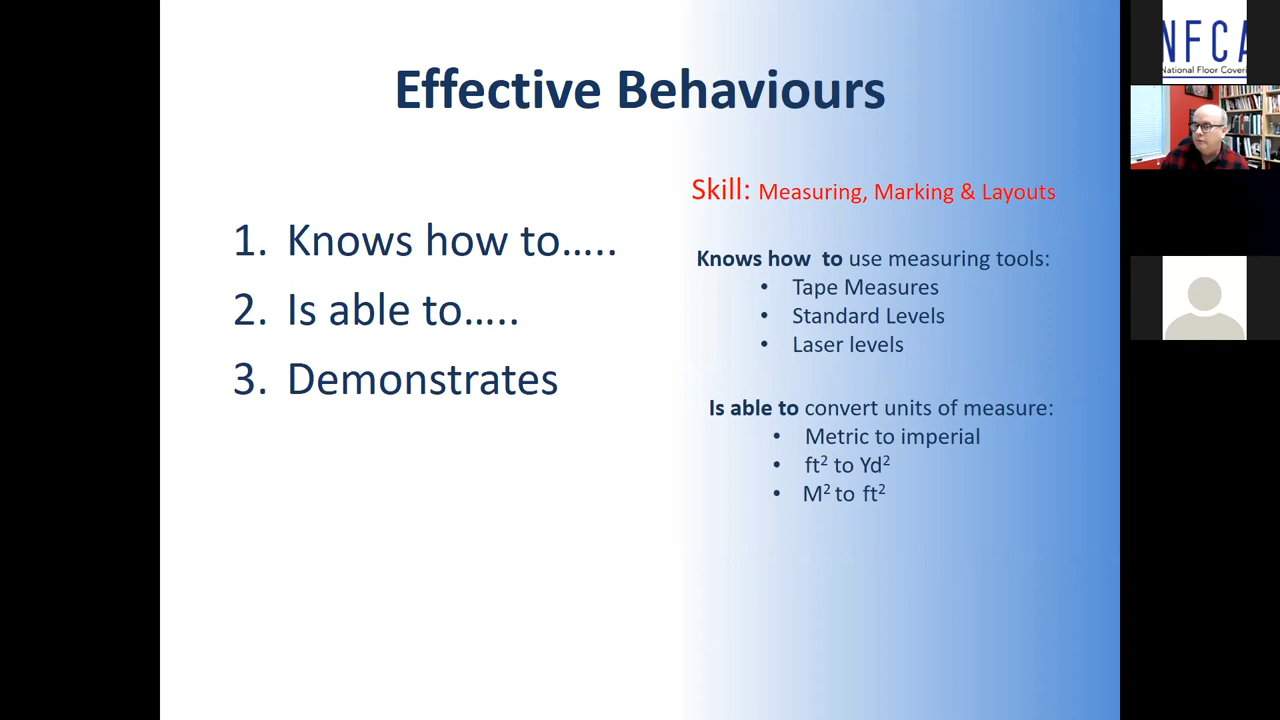 Effective Behaviours
1. Knows how to…..
2. Is able to…..
3. Demonstrates
Skill: Measuring, Marking & Layouts
Knows how to use measuring tools:
• Tape Measures
• Standard Levels
• Laser levels
Is able to convert units of measure:
• Metric to imperial
• ft² to Yd²
• M² to ft²
NFCA
National Floor Coveri